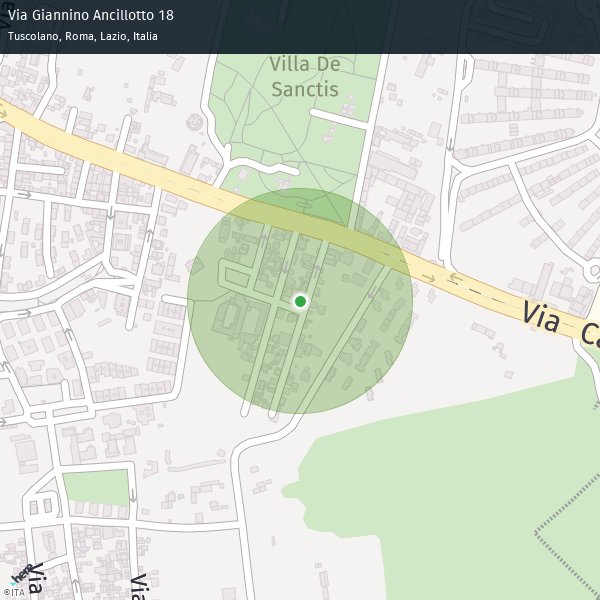 Via Giannino Ancillotto 18
Tuscolano, Roma, Lazio, Italia
Villa De
Sanctis
Via Ca
Via
Via
here
©ITA